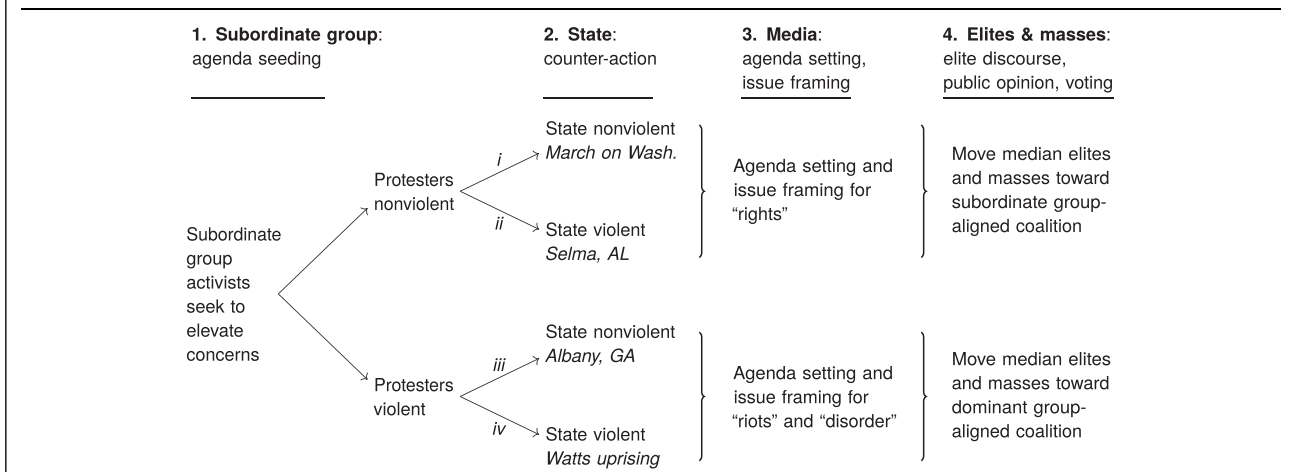 1. Subordinate group:
agenda seeding
2. State:
counter-action
3. Media:
agenda setting,
issue framing
4. Elites & masses:
elite discourse,
public opinion, voting
Subordinate
group
activists
seek to
elevate
concerns
Protesters
nonviolent
i
ii
State nonviolent
March on Wash.
State violent
Selma, AL
Agenda setting and
issue framing for
“rights”
Move median elites
and masses toward
subordinate group-
aligned coalition
Protesters
violent
iii
iv
State nonviolent
Albany, GA
State violent
Watts uprising
Agenda setting and
issue framing for
“riots” and “disorder”
Move median elites
and masses toward
dominant group-
aligned coalition